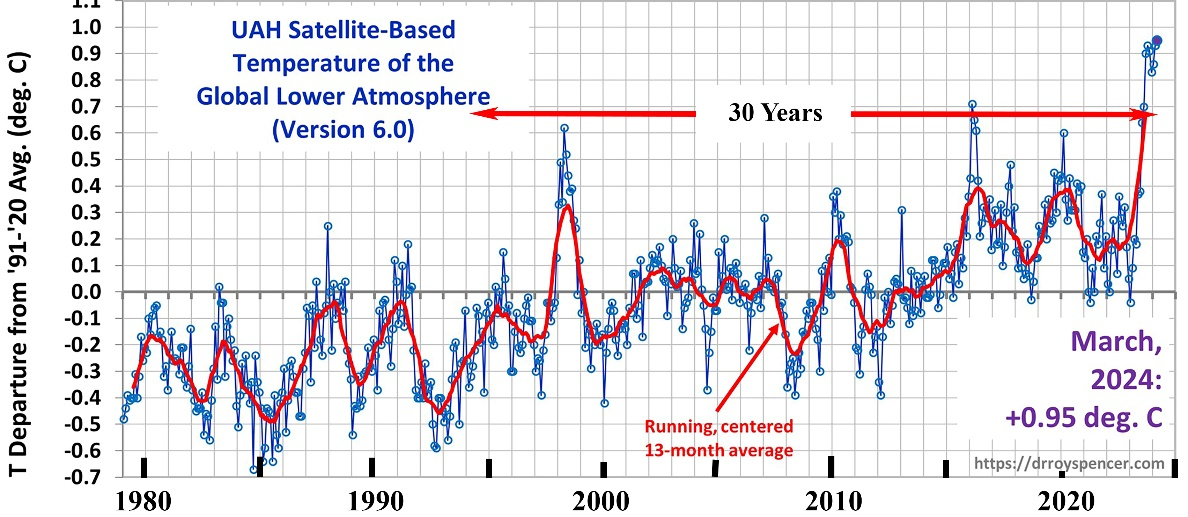 1.1
1.0
0.9
0.8
0.7
0.6
0.5
0.4
0.3
0.2
0.1
0.0
-0.1
-0.2
-0.3
-0.4
-0.5
-0.6
-0.7
T Departure from '91-'20 Avg. (deg. C)
UAH Satellite-Based
Temperature of the
Global Lower Atmosphere
(Version 6.0)
30 Years
March,
2024:
+0.95 deg. C
Running, centered
13-month average
https://drroyspencer.com
1980
1990
2000
2010
2020